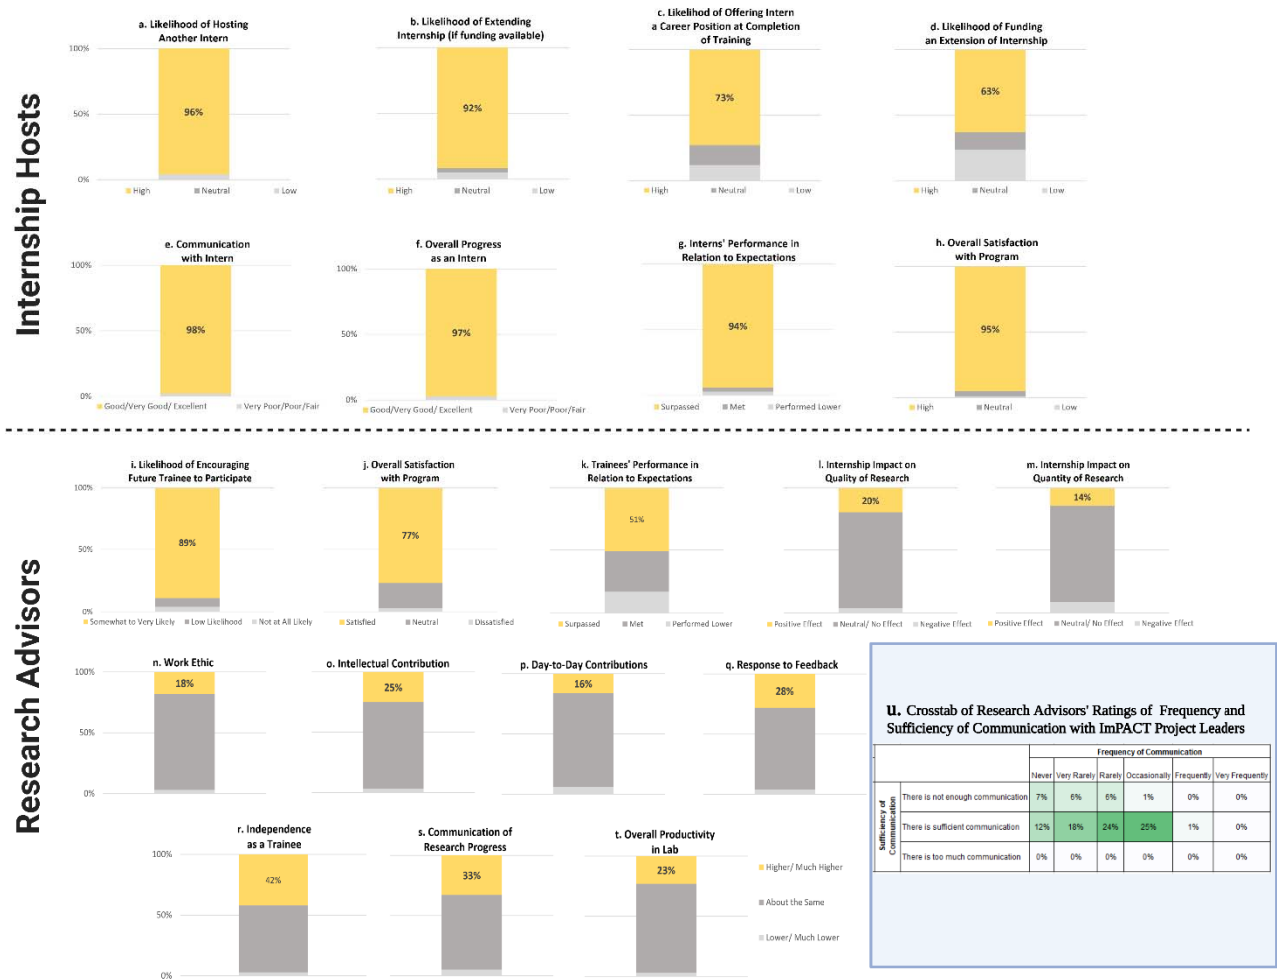 Internship Hosts
a. Likelihood of Hosting
Another Intern
100%
50%
0%
96%
High Neutral Low
b. Likelihood of Extending
Internship (If funding available)
92%
High Neutral Low
c. Likelihod of Offering Intern
a Career Position at Completion
of Training
73%
High Neutral Low
d. Likelihood of Funding
an Extension of Internship
100%
50%
0%
63%
High Neutral Low
e. Communication
with Intern
100%
50%
0%
98%
Good/Very Good/ Excellent Very Poor/Poor/Fair
f. Overall Progress
as an Intern
100%
50%
0%
97%
Good/Very Good/ Excellent Very Poor/Poor/Fair
g. Interns' Performance in
Relation to Expectations
94%
Surpassed Met Performed Lower
h. Overall Satisfaction
with Program
100%
50%
0%
95%
High Neutral Low
Research Advisors
i. Likelihood of Encouraging
Future Trainee to Participate
100%
50%
0%
89%
Somewhat to Very Likely Low Likelihood Not at All Likely
j. Overall Satisfaction
with Program
77%
Satisfied Neutral Dissatisfied
k. Trainees' Performance in
Relation to Expectations
51%
Surpassed Met Performed Lower
l. Internship Impact on
Quality of Research
20%
Positive Effect Neutral/ No Effect Negative Effect
m. Internship Impact on
Quantity of Research
14%
Positive Effect Neutral/ No Effect Negative Effect
n. Work Ethic
100%
50%
0%
18%
o. Intellectual Contribution
25%
p. Day-to-Day Contributions
16%
q. Response to Feedback
28%
r. Independence
as a Trainee
100%
50%
0%
42%
s. Communication of
Research Progress
33%
t. Overall Productivity
in Lab
23%
Higher/ Much Higher
About the Same
Lower/ Much Lower
u. Crosstab of Research Advisors' Ratings of Frequency and
Sufficiency of Communication with ImPACT Project Leaders
Frequency of Communication
Never Very Rarely Rarely Occasionally Frequently Very Frequently
Sufficiency of
Communication
There is not enough communication 7% 6% 6% 1% 0% 0%
There is sufficient communication 12% 18% 24% 25% 1% 0%
There is too much communication 0% 0% 0% 0% 0% 0%